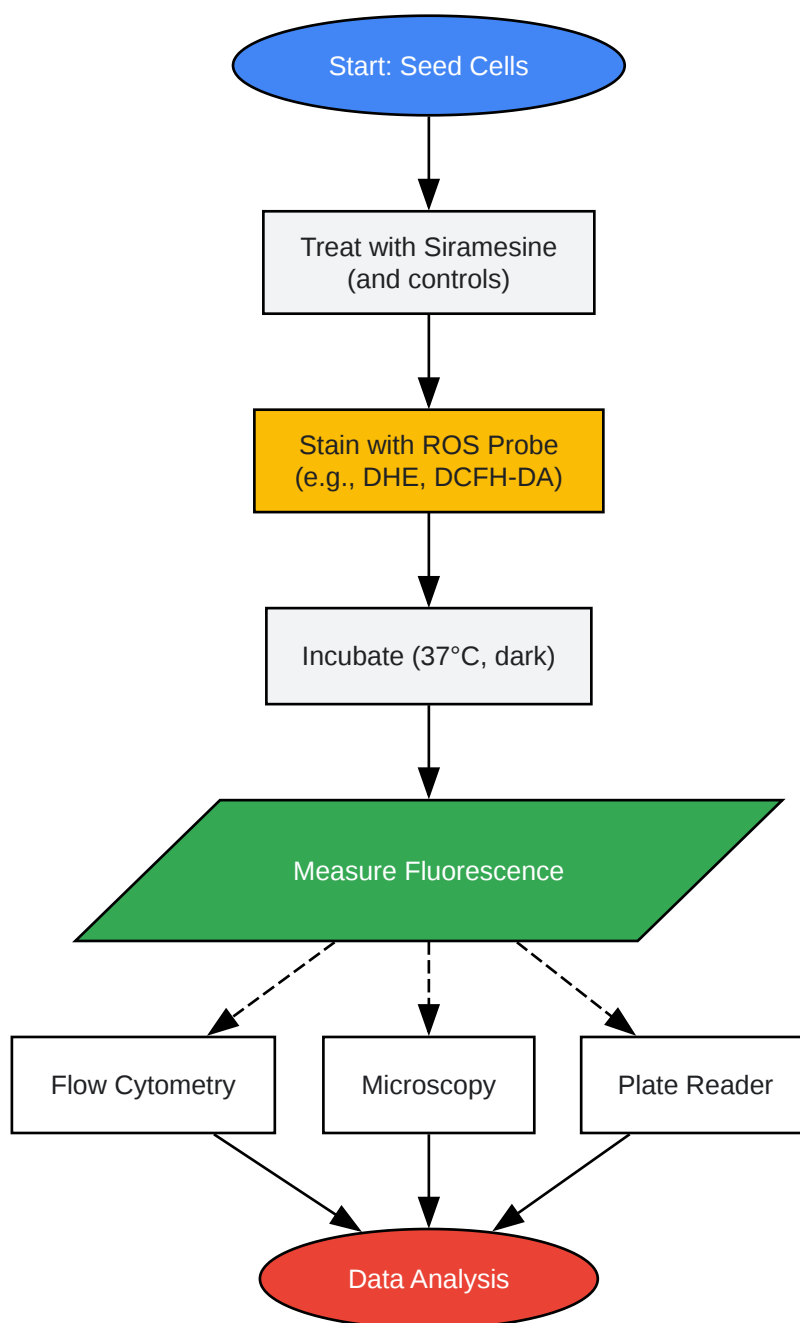 Start: Seed Cells
Treat with Siramesine
(and controls)
Stain with ROS Probe
(e.g., DHE, DCFH-DA)
Incubate (37°C, dark)
Measure Fluorescence
Flow Cytometry
Microscopy
Plate Reader
Data Analysis